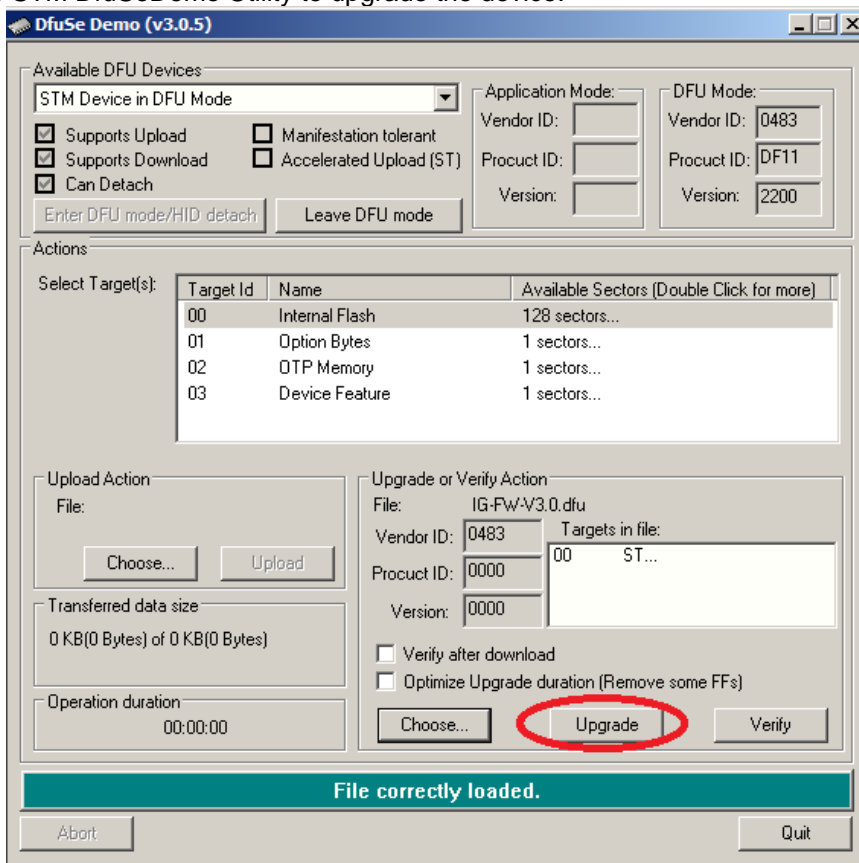 STM DfuSeDemo Utility to upgrade the device.
DfuSe Demo (v3.0.5)
Available DFU Devices
STM Device in DFU Mode
Supports Upload
Manifestation tolerant
Supports Download
Accelerated Upload (ST)
Can Detach
Enter DFU mode/HID detach
Leave DFU mode
Application Mode:
Vendor ID:
Procuct ID:
Version:
DFU Mode:
Vendor ID: 0483
Procuct ID: DF11
Version: 2200
Actions
Select Target(s):
Target Id Name Available Sectors (Double Click for more)
00 Internal Flash 128 sectors...
01 Option Bytes 1 sectors...
02 OTP Memory 1 sectors...
03 Device Feature 1 sectors...
Upload Action
File:
Choose... Upload
Transferred data size
0 KB(0 Bytes) of 0 KB(0 Bytes)
Operation duration
00:00:00
Upgrade or Verify Action
File: IG-FW-V3.0.dfu
Vendor ID: 0483
Procuct ID: 0000
Version: 0000
Targets in file:
00 ST...
Verify after download
Optimize Upgrade duration (Remove some FFs)
Choose... Upgrade Verify
File correctly loaded.
Abort Quit